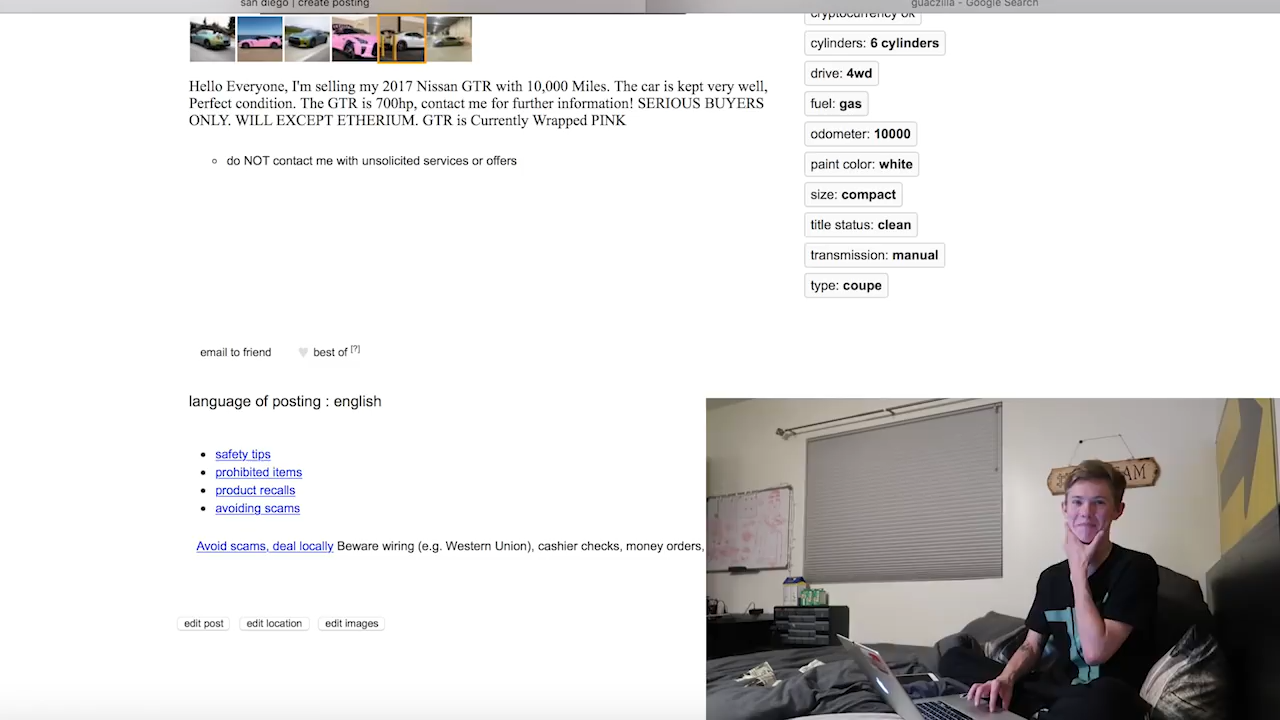 san diego | create posting
guaczilla - Google Search
cryptocurrency ok
cylinders: 6 cylinders
drive: 4wd
fuel: gas
odometer: 10000
paint color: white
size: compact
title status: clean
transmission: manual
type: coupe
Hello Everyone, I'm selling my 2017 Nissan GTR with 10,000 Miles. The car is kept very well,
Perfect condition. The GTR is 700hp, contact me for further information! SERIOUS BUYERS
ONLY. WILL EXCEPT ETHERIUM. GTR is Currently Wrapped PINK
do NOT contact me with unsolicited services or offers
email to friend
best of [?]
language of posting : english
safety tips
prohibited items
product recalls
avoiding scams
Avoid scams, deal locally Beware wiring (e.g. Western Union), cashier checks, money orders,
edit post
edit location
edit images